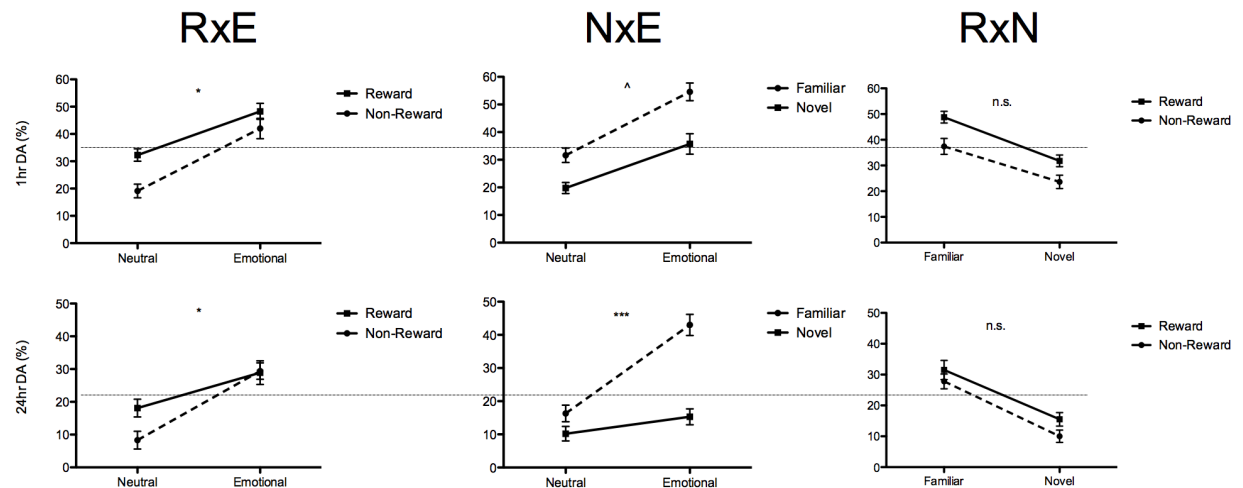 RxE
NxE
RxN
1hr DA (%)
60
50
40
30
20
10
0
*
Reward
Non-Reward
Neutral
Emotional
60
50
40
30
20
10
0
^
Familiar
Novel
Neutral
Emotional
60
50
40
30
20
10
0
n.s.
Reward
Non-Reward
Familiar
Novel
24hr DA (%)
50
40
30
20
10
0
*
Reward
Non-Reward
Neutral
Emotional
50
40
30
20
10
0
***
Familiar
Novel
Neutral
Emotional
50
40
30
20
10
0
n.s.
Reward
Non-Reward
Familiar
Novel